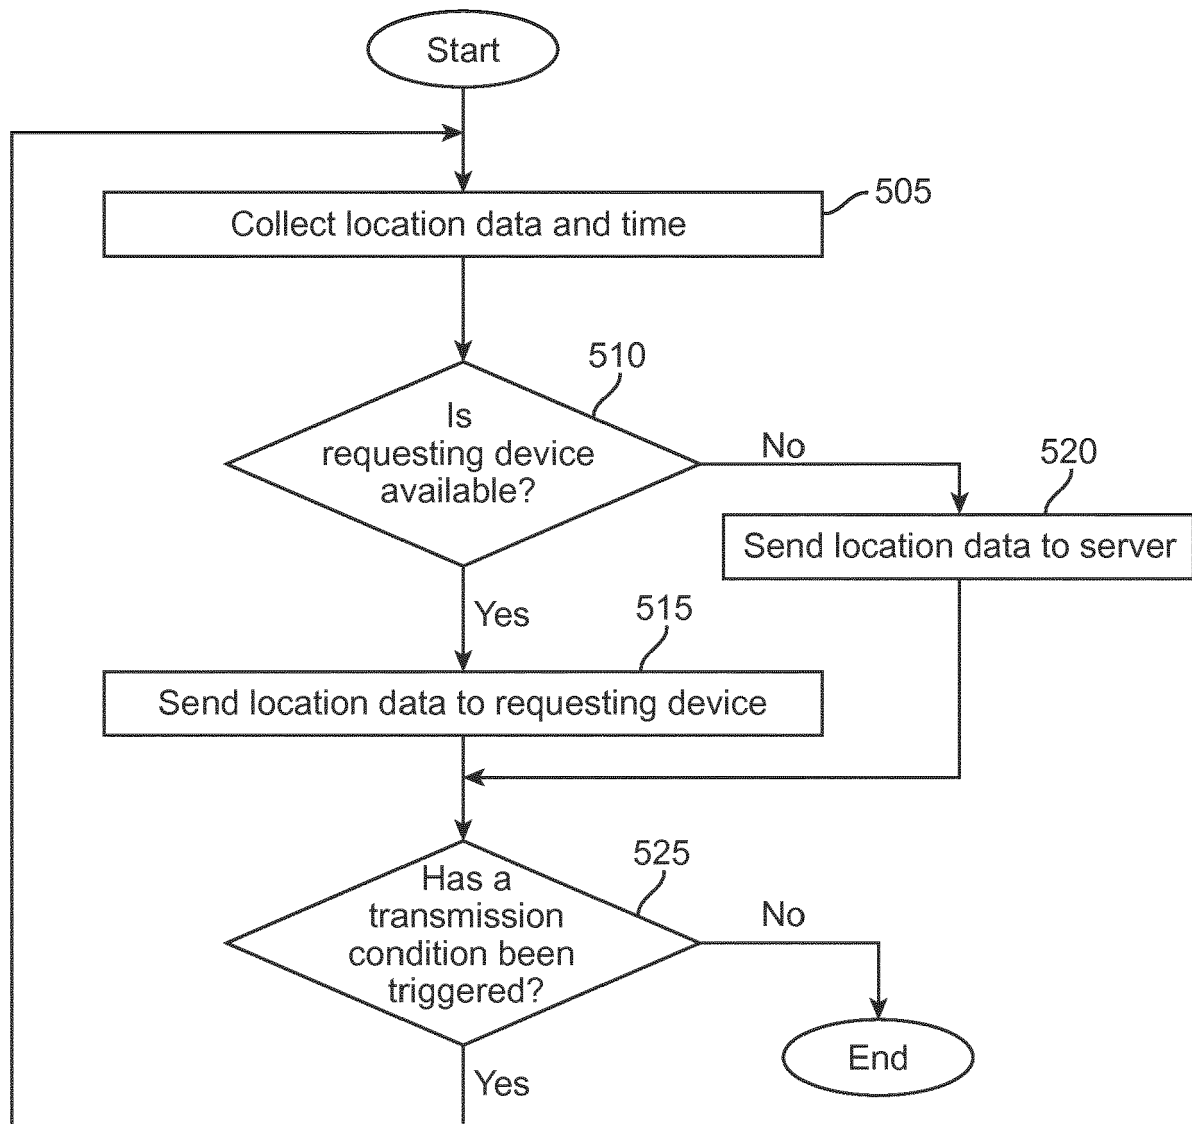 Start
505
Collect location data and time
510
Is
requesting device
available?
No
520
Send location data to server
Yes
515
Send location data to requesting device
525
Has a
transmission
condition been
triggered?
No
End
Yes